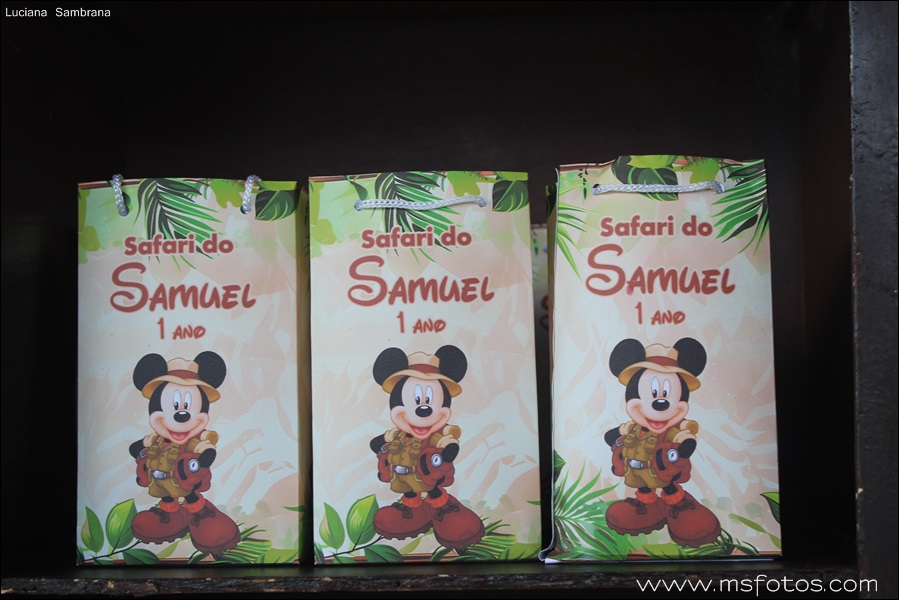 Luciana Sambrana
Safari do
SAMUEL
1 ANO
Safari do
SAMUEL
1 ANO
Safari do
SAMUEL
1 ANO
www.msfotos.com